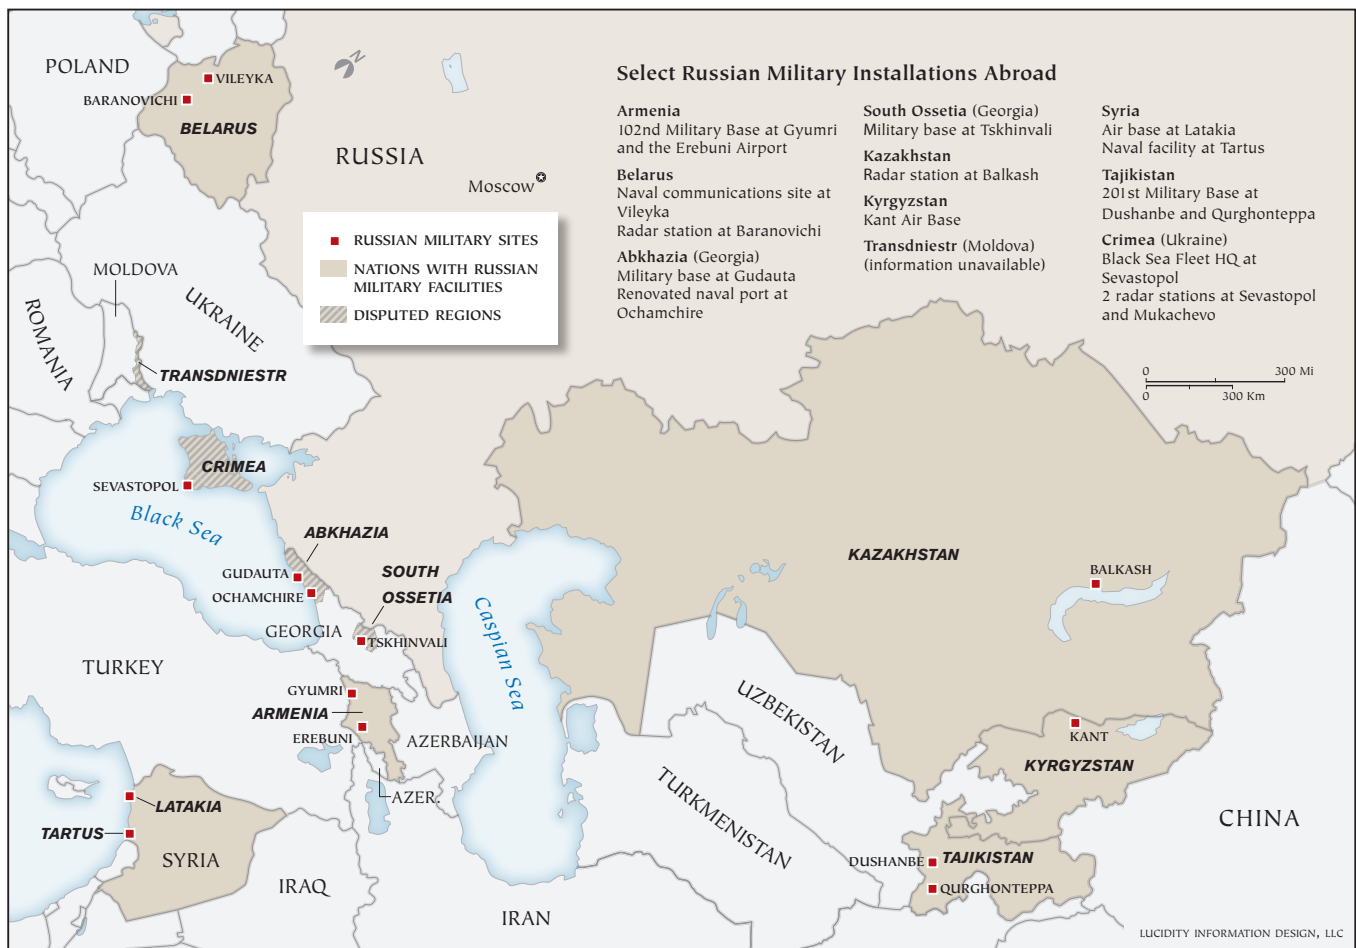 Select Russian Military Installations Abroad
Armenia
102nd Military Base at Gyumri
and the Erebuni Airport
Belarus
Naval communications site at
Vileyka
Radar station at Baranovichi
Abkhazia (Georgia)
Military base at Gudauta
Renovated naval port at
Ochamchire
South Ossetia (Georgia)
Military base at Tskhinvali
Kazakhstan
Radar station at Balkash
Kyrgyzstan
Kant Air Base
Transdniestr (Moldova)
(information unavailable)
Syria
Air base at Latakia
Naval facility at Tartus
Tajikistan
201st Military Base at
Dushanbe and Qurghonteppa
Crimea (Ukraine)
Black Sea Fleet HQ at
Sevastopol
2 radar stations at Sevastopol
and Mukachevo
0 300 Mi
0 300 Km
RUSSIAN MILITARY SITES
NATIONS WITH RUSSIAN
MILITARY FACILITIES
DISPUTED REGIONS
N
POLAND
VILEYKA
BARANOVICHI
BELARUS
RUSSIA
Moscow
MOLDOVA
UKRAINE
ROMANIA
TRANSDNIESTR
CRIMEA
SEVASTOPOL
Black Sea
ABKHAZIA
GUDAUTA
OCHAMCHIRE
SOUTH
OSSETIA
GEORGIA
TSKHINVALI
Caspian Sea
KAZAKHSTAN
BALKASH
TURKEY
GYUMRI
ARMENIA
EREBUNI
AZERBAIJAN
AZER.
UZBEKISTAN
TURKMENISTAN
KANT
KYRGYZSTAN
CHINA
LATAKIA
TARTUS
SYRIA
IRAQ
IRAN
DUSHANBE
TAJIKISTAN
QURGHONTEPPA
LUCIDITY INFORMATION DESIGN, LLC